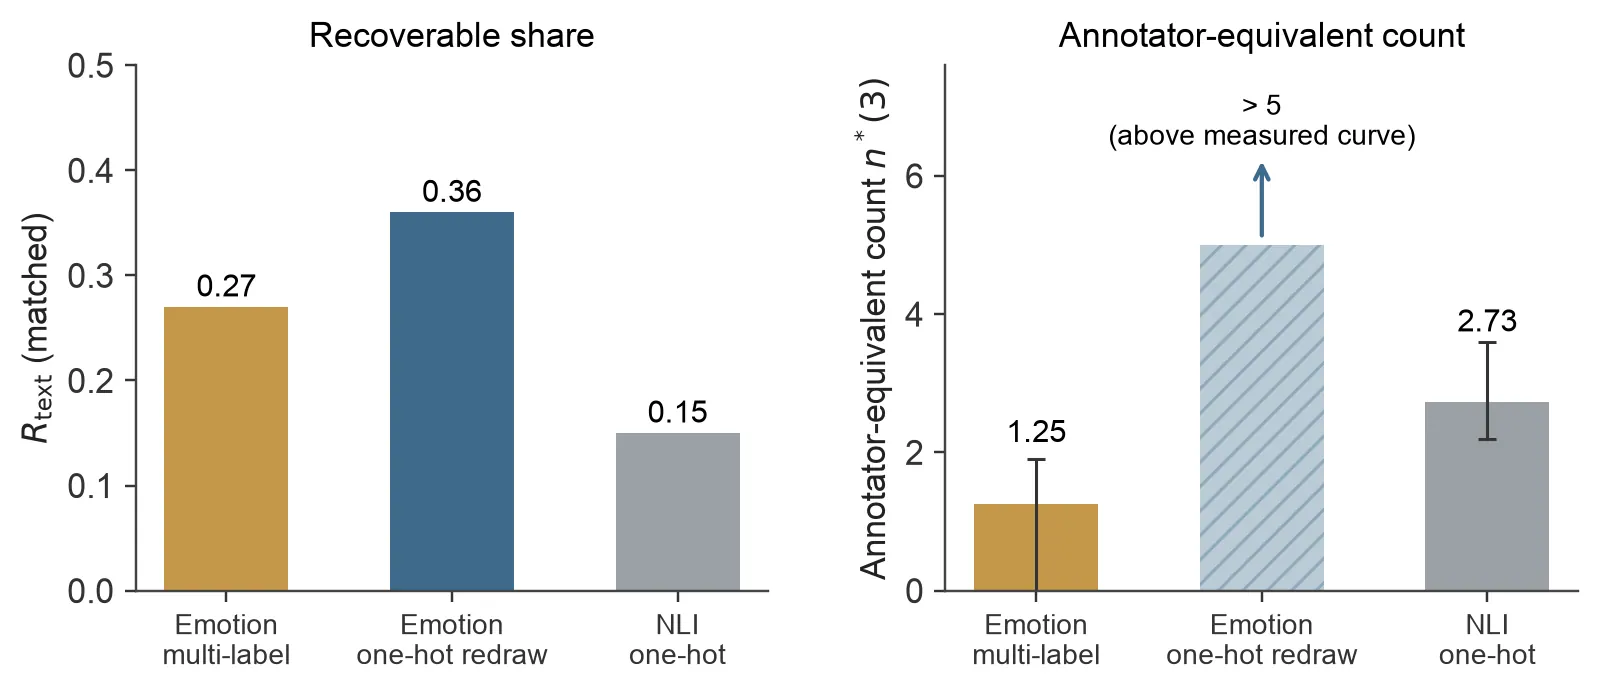 Recoverable share
R_text (matched)
0.5
0.4
0.3
0.2
0.1
0.0
0.27
0.36
0.15
Emotion
multi-label
Emotion
one-hot redraw
NLI
one-hot
Annotator-equivalent count
Annotator-equivalent count n* (3)
6
4
2
0
> 5
(above measured curve)
1.25
2.73
Emotion
multi-label
Emotion
one-hot redraw
NLI
one-hot